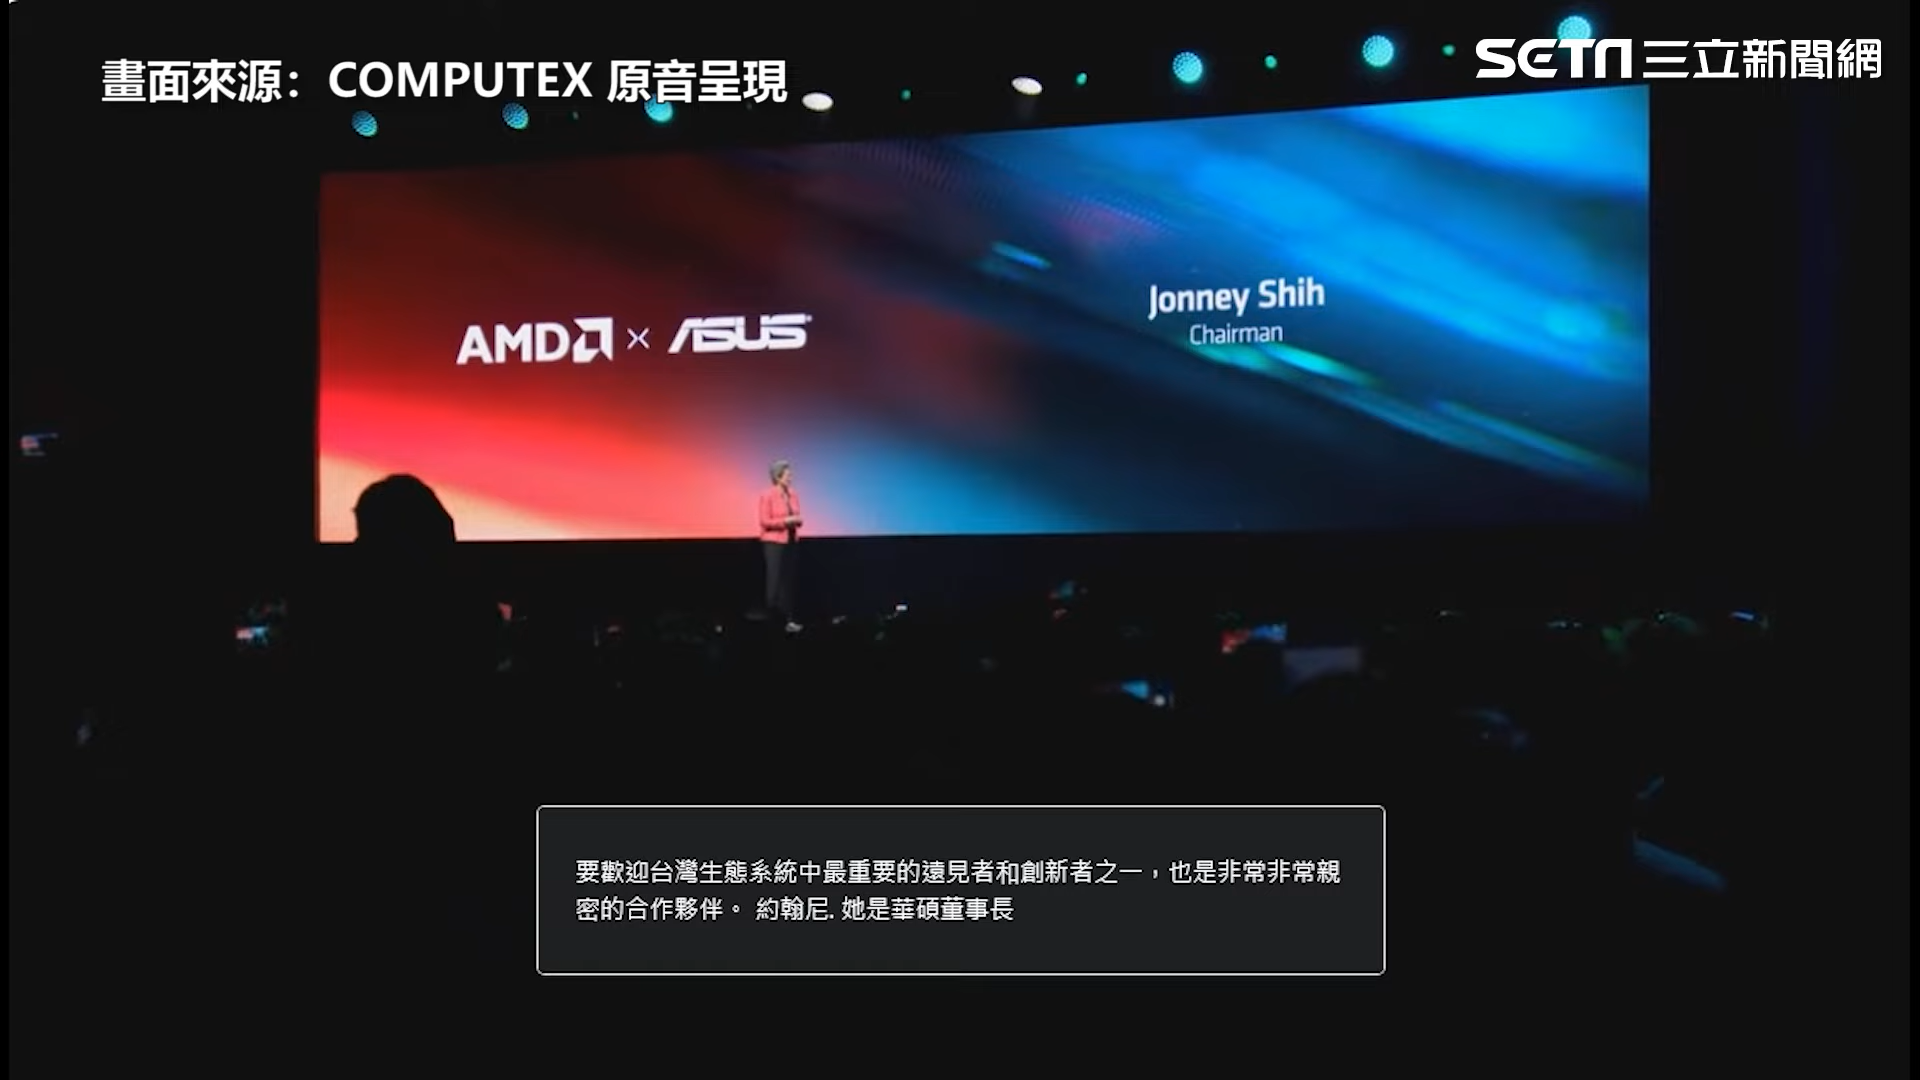 畫面來源：COMPUTEX 原音呈現
SETN三立新聞網
Jonney Shih
Chairman
AMD × ASUS
要歡迎台灣生態系統中最重要的遠見者和創新者之一，也是非常非常親
密的合作夥伴。 約翰尼. 她是華碩董事長